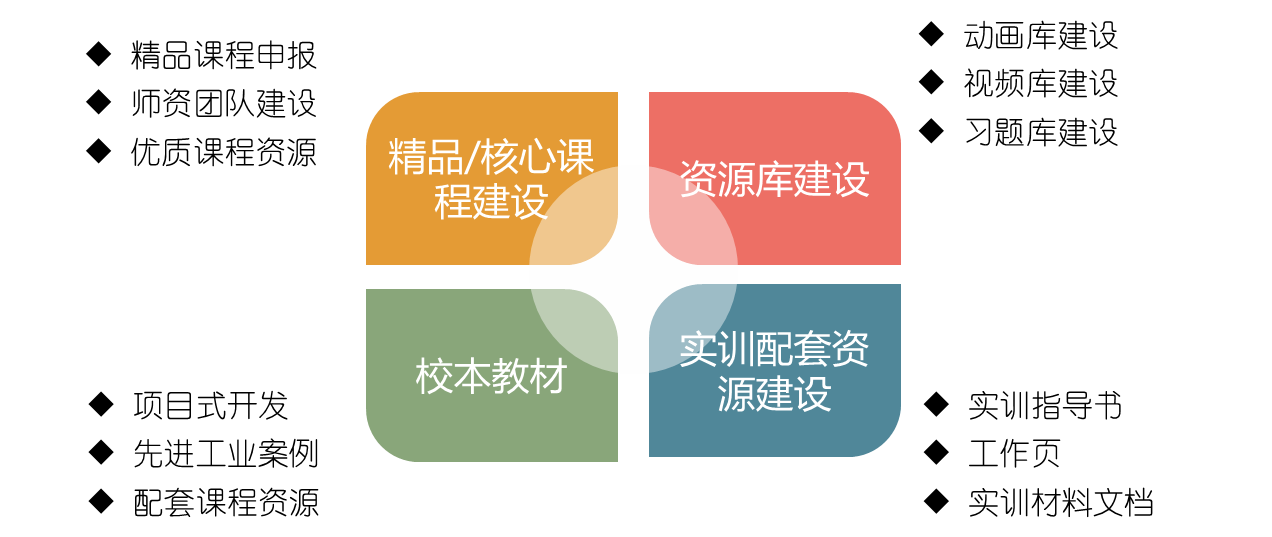 精品课程申报
师资团队建设
优质课程资源
动画库建设
视频库建设
习题库建设
精品/核心课
程建设
资源库建设
校本教材
实训配套资
源建设
项目式开发
先进工业案例
配套课程资源
实训指导书
工作页
实训材料文档